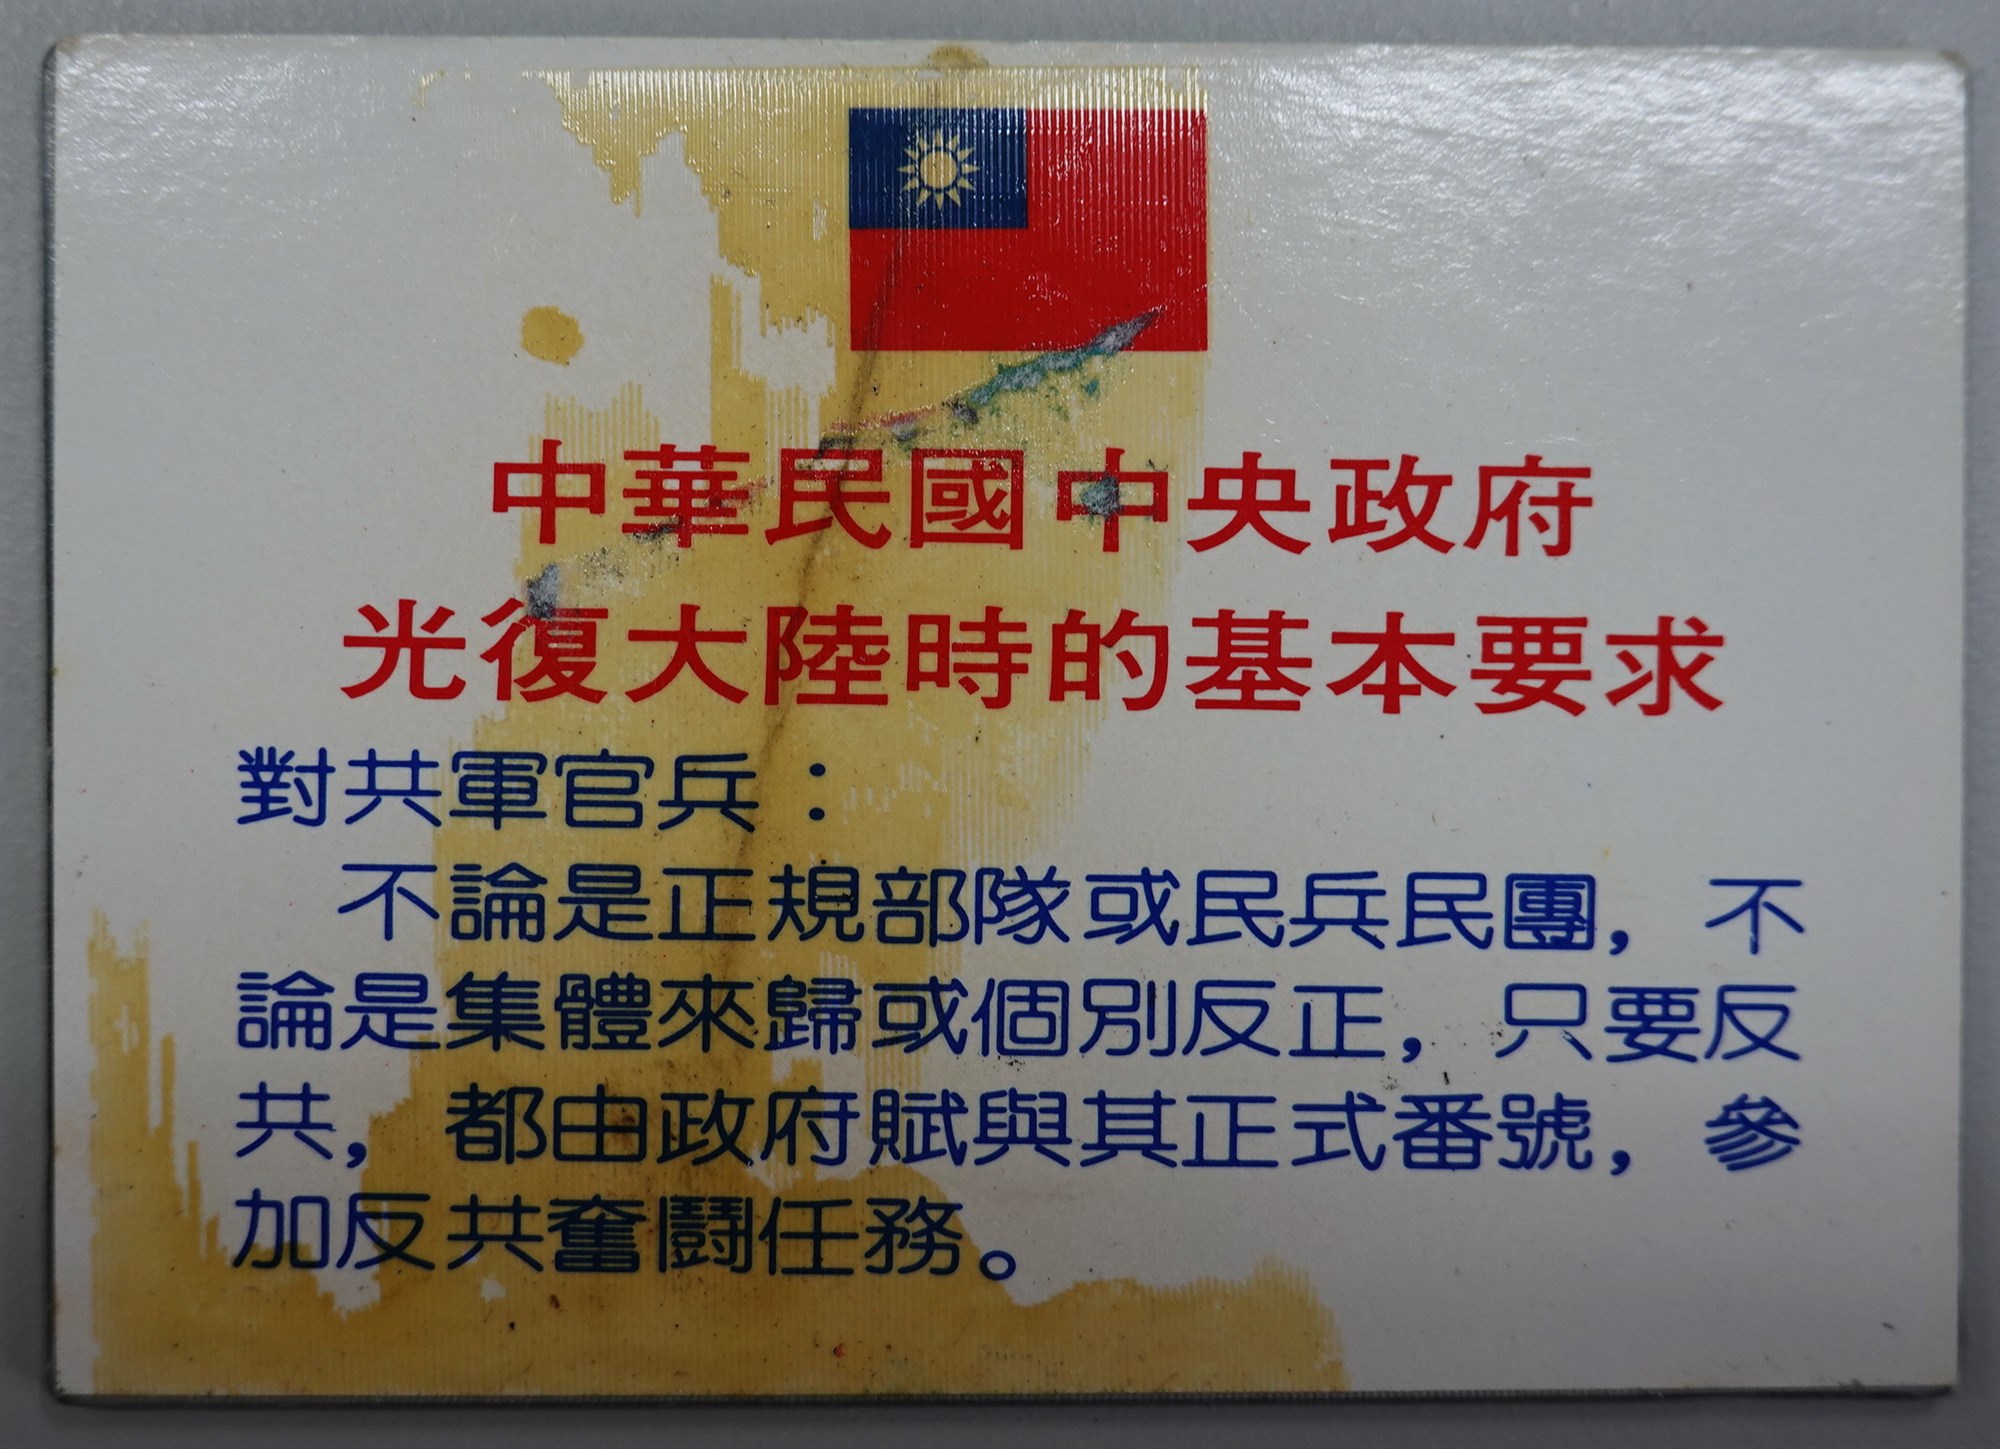 中華民國中央政府
光復大陸時的基本要求
對共軍官兵：
不論是正規部隊或民兵民團，不
論是集體來歸或個別反正，只要反
共，都由政府賦與其正式番號，參
加反共奮鬪任務。